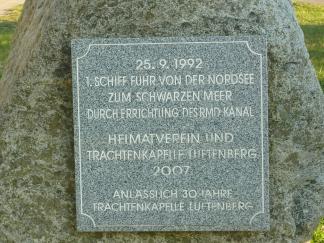 25.9.1992
1. SCHIFF FUHR VON DER NORDSEE
ZUM SCHWARZEN MEER
DURCH ERRICHTUNG DES RMD KANAL
HEIMATVEREIN UND
TRACHTENKAPELLE LUFTENBERG
2007
ANLÄSSLICH 30 JAHRE
TRACHTENKAPELLE LUFTENBERG